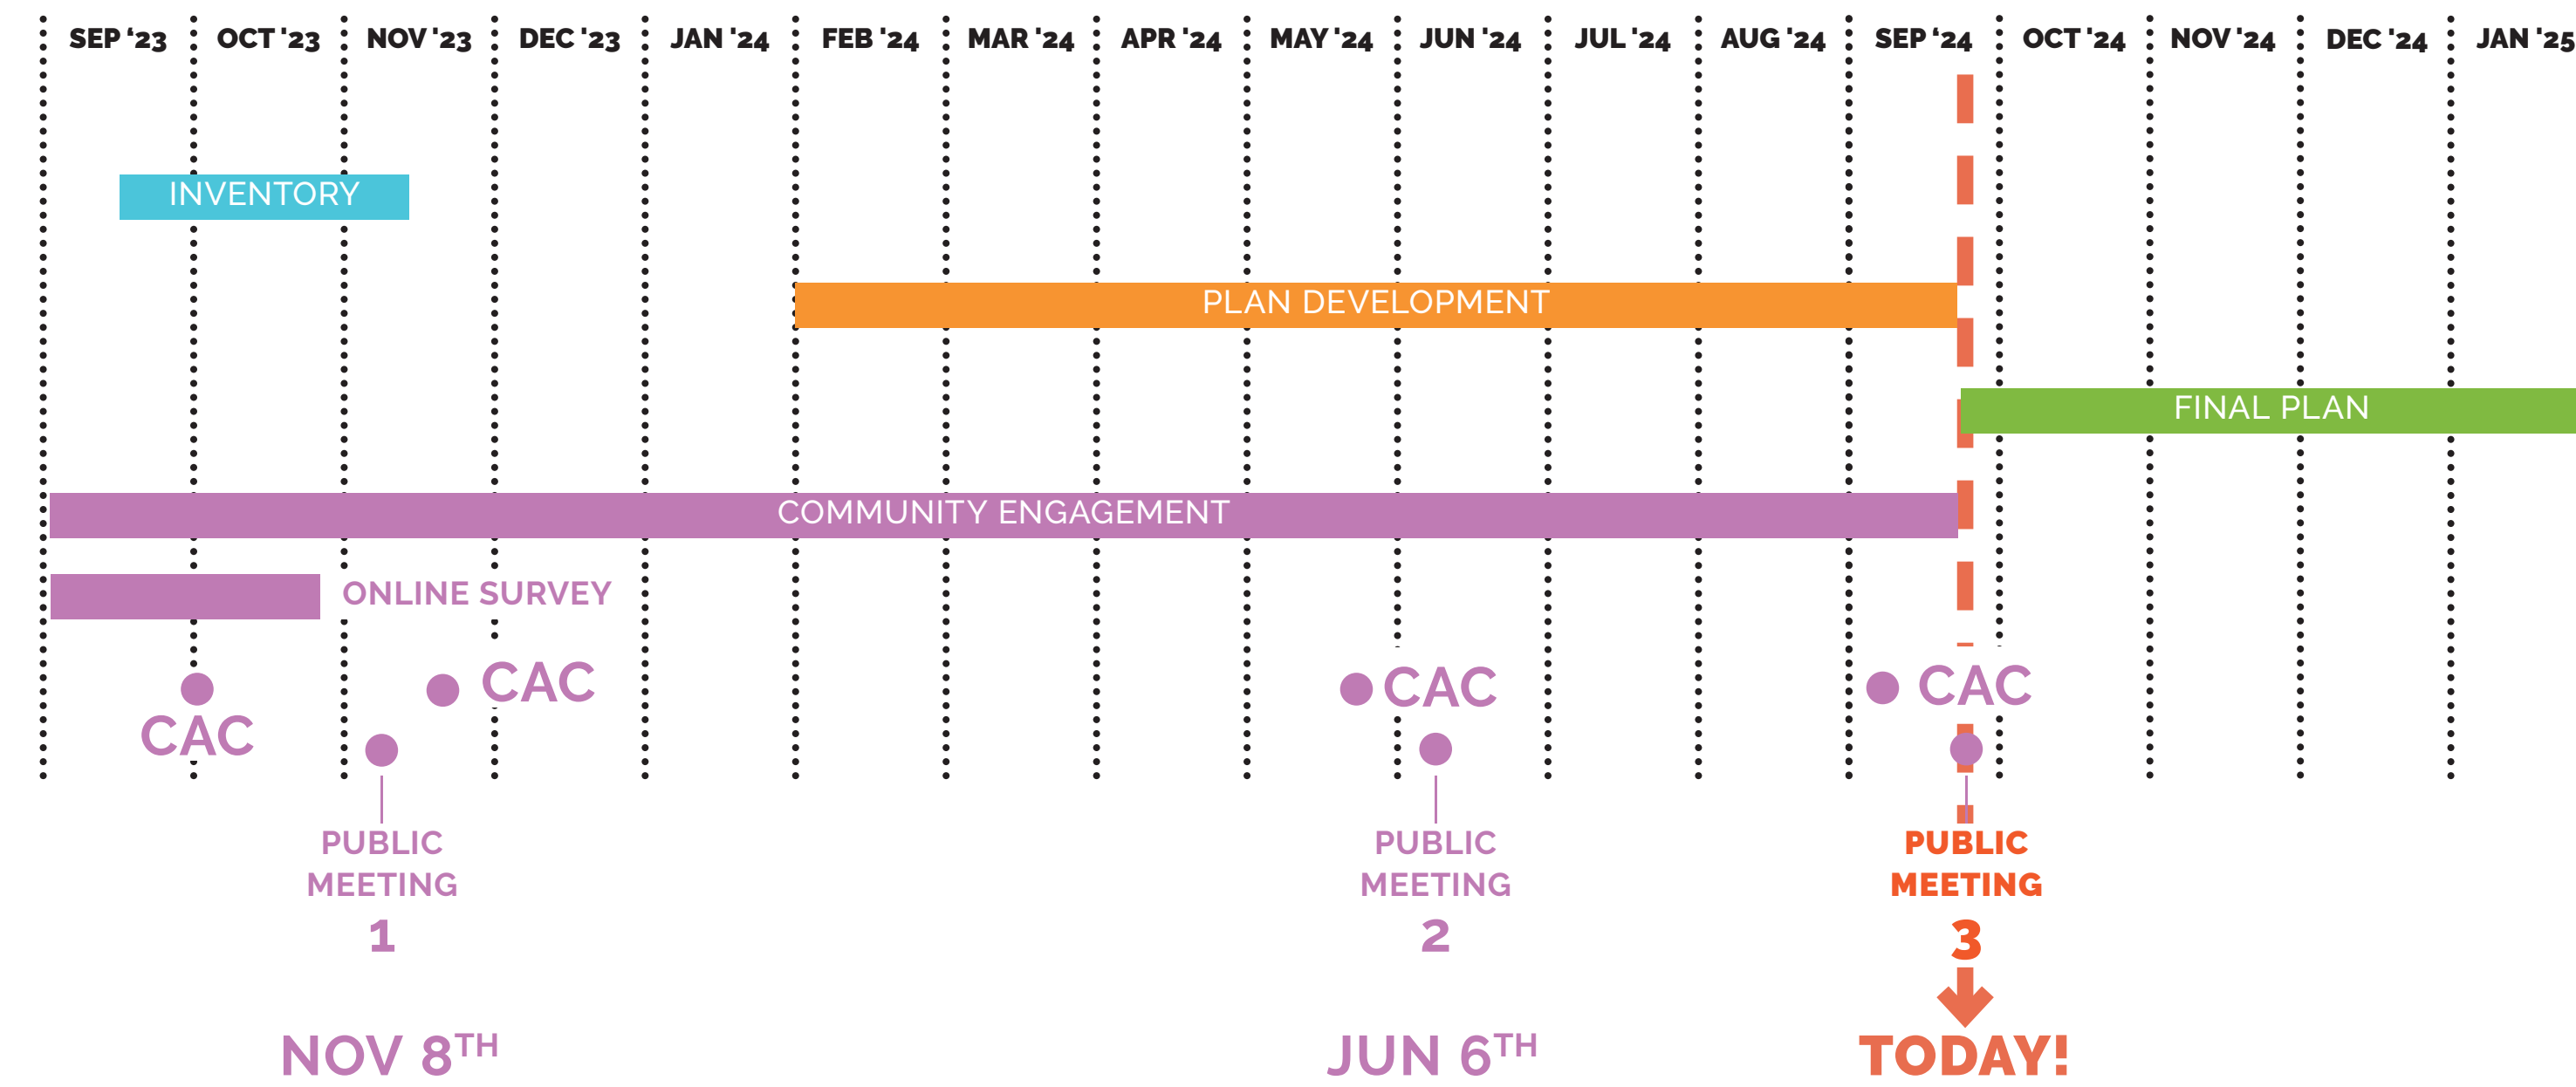 SEP ‘23 OCT '23 NOV '23 DEC '23 JAN '24 FEB '24 MAR '24 APR '24 MAY '24 JUN '24 JUL '24 AUG '24 SEP ‘24 OCT '24 NOV '24 DEC '24 JAN '25
INVENTORY
PLAN DEVELOPMENT
FINAL PLAN
COMMUNITY ENGAGEMENT
ONLINE SURVEY
CAC
CAC
CAC
CAC
PUBLIC
MEETING
1
NOV 8TH
PUBLIC
MEETING
2
JUN 6TH
PUBLIC
MEETING
3
TODAY!